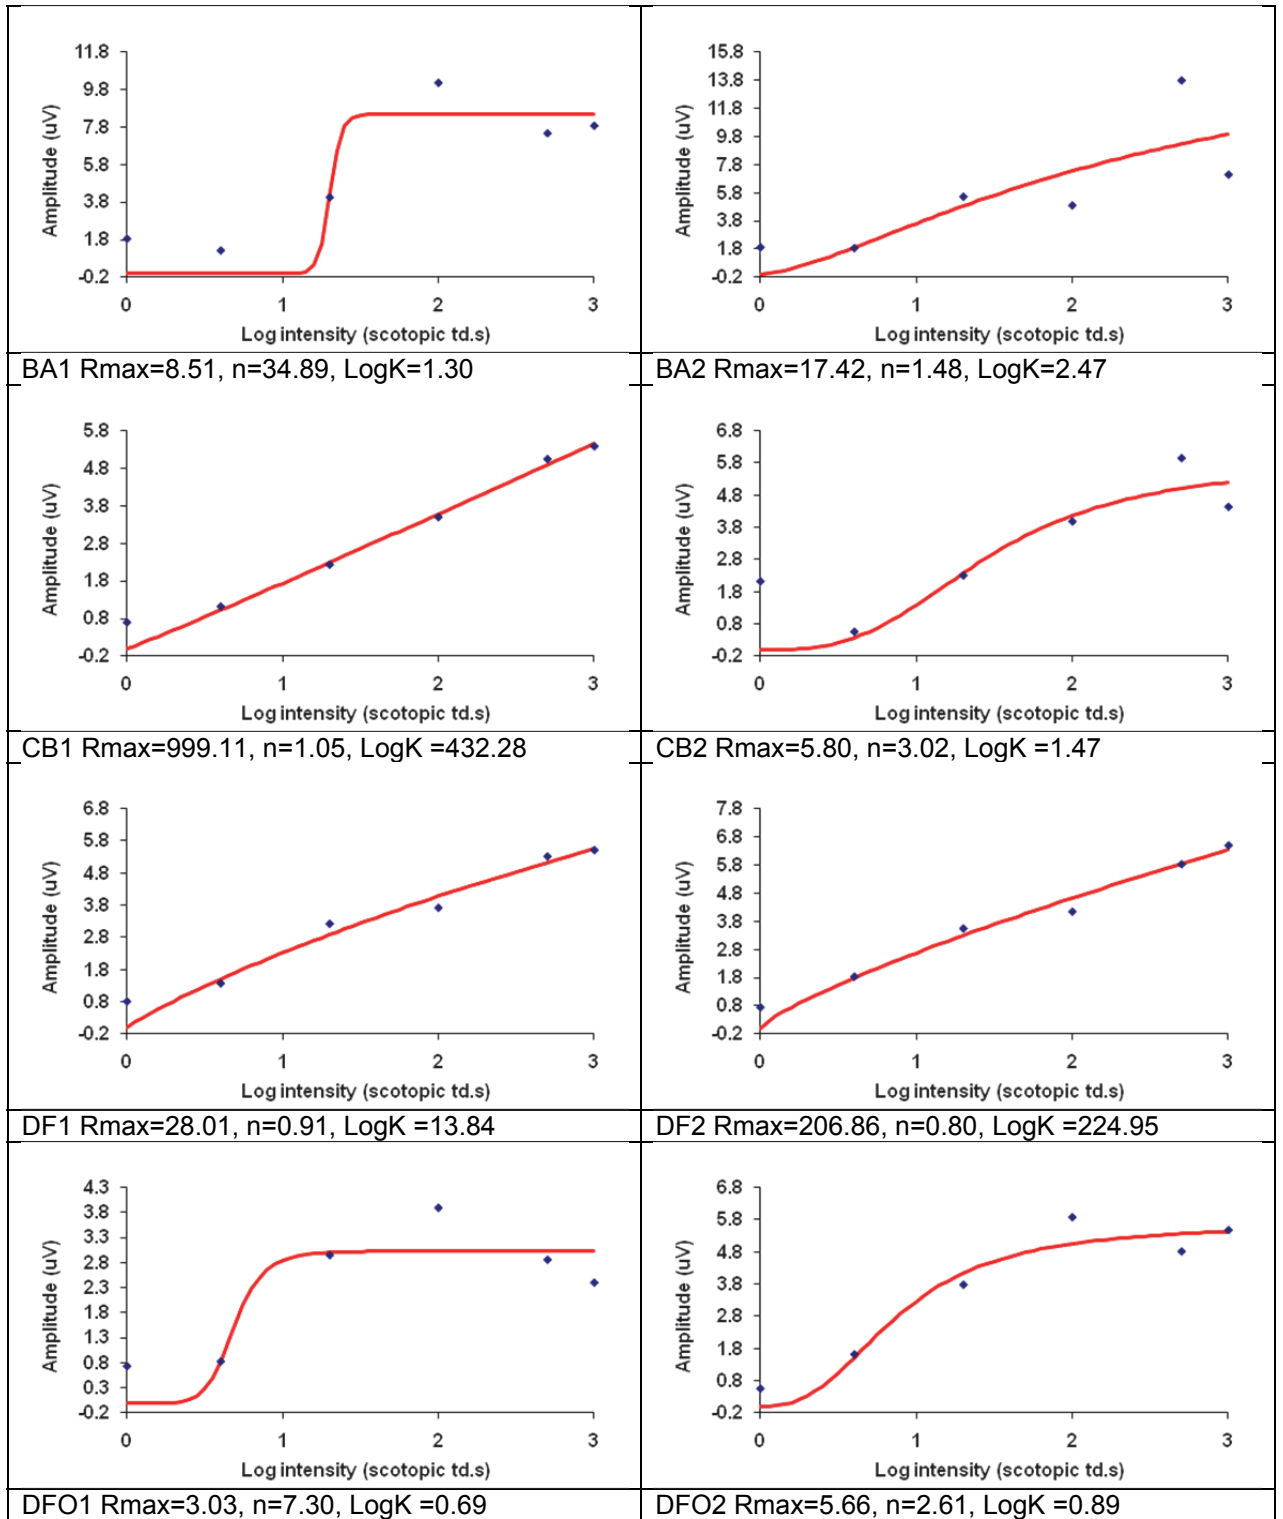 11.8
9.8
7.8
5.8
3.8
1.8
-0.2
Amplitude (uV)
0 1 2 3
Log intensity (scotopic td.s)
15.8
13.8
11.8
9.8
7.8
5.8
3.8
1.8
-0.2
Amplitude (uV)
0 1 2 3
Log intensity (scotopic td.s)
BA1 Rmax=8.51, n=34.89, LogK=1.30
BA2 Rmax=17.42, n=1.48, LogK=2.47
5.8
4.8
3.8
2.8
1.8
0.8
-0.2
Amplitude (uV)
0 1 2 3
Log intensity (scotopic td.s)
6.8
5.8
4.8
3.8
2.8
1.8
0.8
-0.2
Amplitude (uV)
0 1 2 3
Log intensity (scotopic td.s)
CB1 Rmax=999.11, n=1.05, LogK =432.28
CB2 Rmax=5.80, n=3.02, LogK =1.47
6.8
5.8
4.8
3.8
2.8
1.8
0.8
-0.2
Amplitude (uV)
0 1 2 3
Log intensity (scotopic td.s)
7.8
6.8
5.8
4.8
3.8
2.8
1.8
0.8
-0.2
Amplitude (uV)
0 1 2 3
Log intensity (scotopic td.s)
DF1 Rmax=28.01, n=0.91, LogK =13.84
DF2 Rmax=206.86, n=0.80, LogK =224.95
4.3
3.8
3.3
2.8
2.3
1.8
1.3
0.8
0.3
-0.2
Amplitude (uV)
0 1 2 3
Log intensity (scotopic td.s)
6.8
5.8
4.8
3.8
2.8
1.8
0.8
-0.2
Amplitude (uV)
0 1 2 3
Log intensity (scotopic td.s)
DFO1 Rmax=3.03, n=7.30, LogK =0.69
DFO2 Rmax=5.66, n=2.61, LogK =0.89